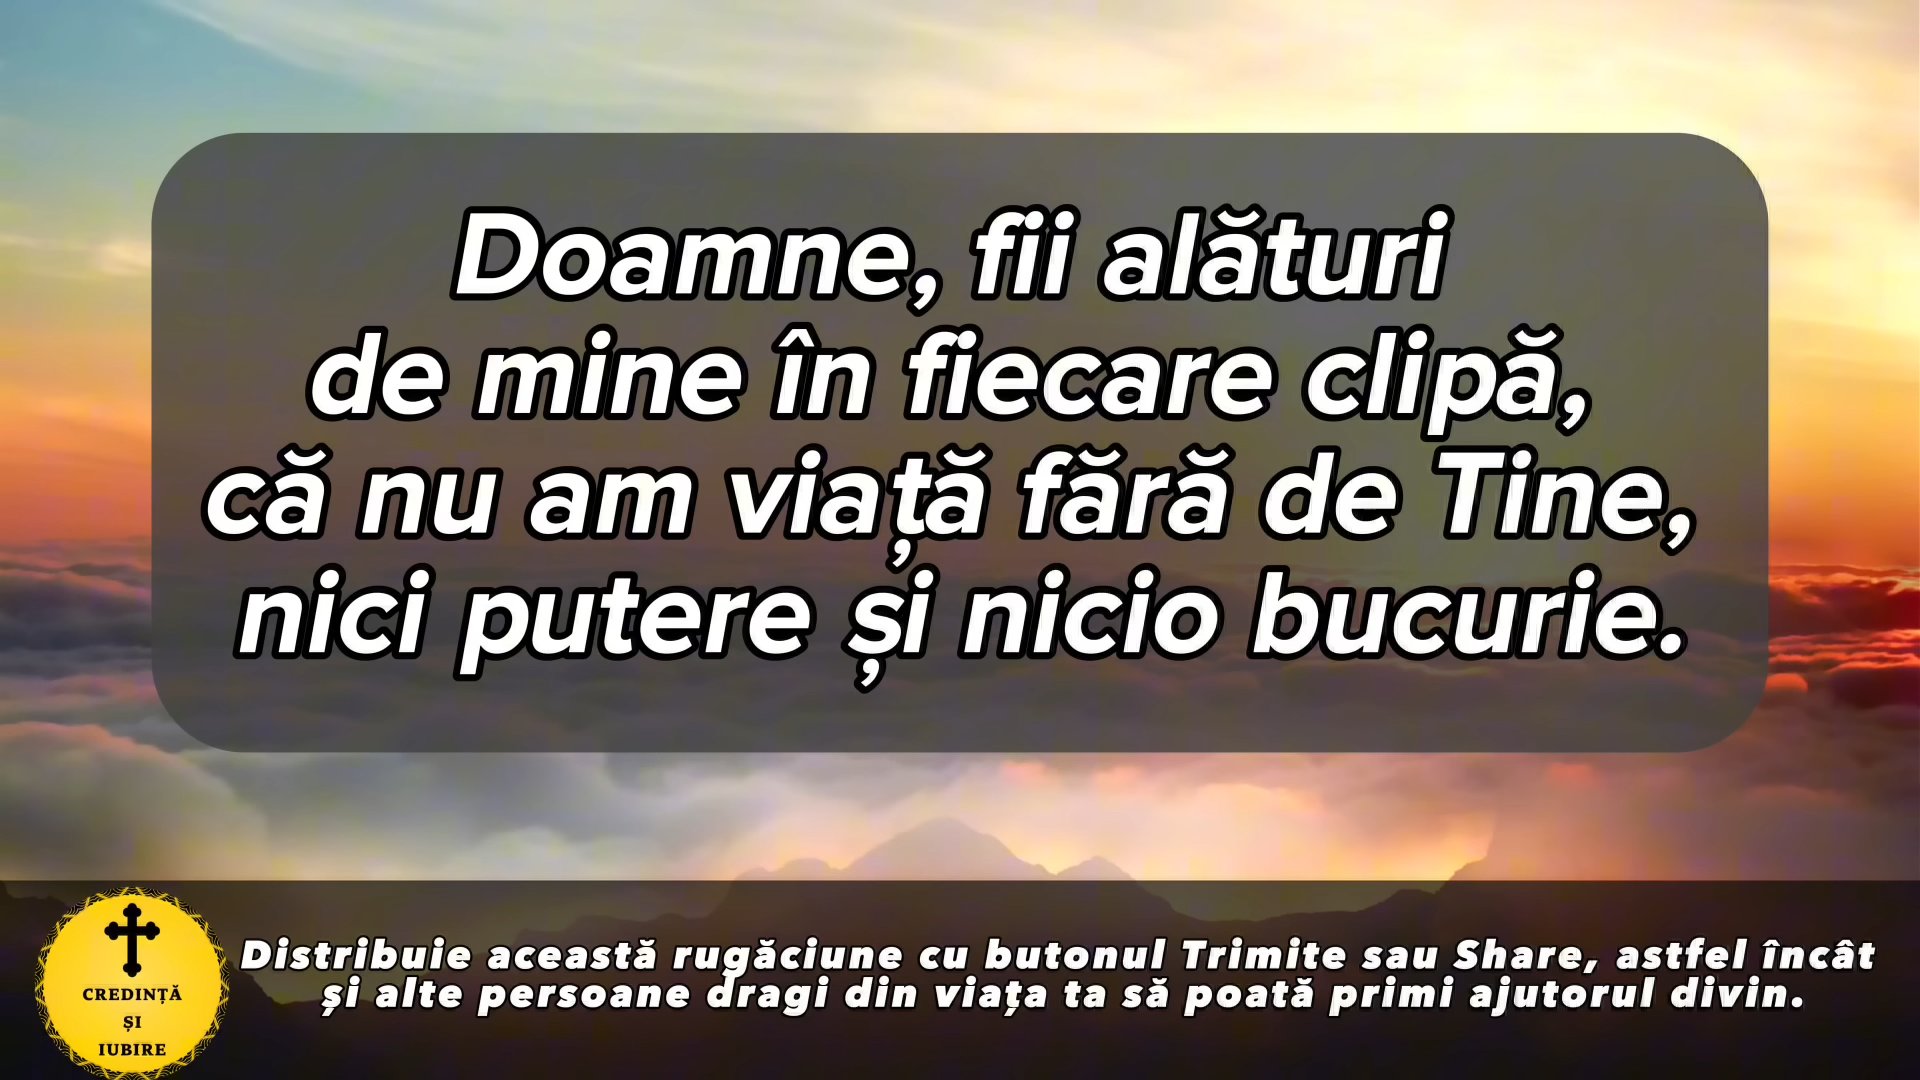 Doamne, fii alături
de mine în fiecare clipă,
că nu am viață fără de Tine,
nici putere și nicio bucurie.
Distribuie această rugăciune cu butonul Trimite sau Share, astfel încât
și alte persoane dragi din viața ta să poată primi ajutorul divin.
CREDINȚĂ
ȘI
IUBIRE